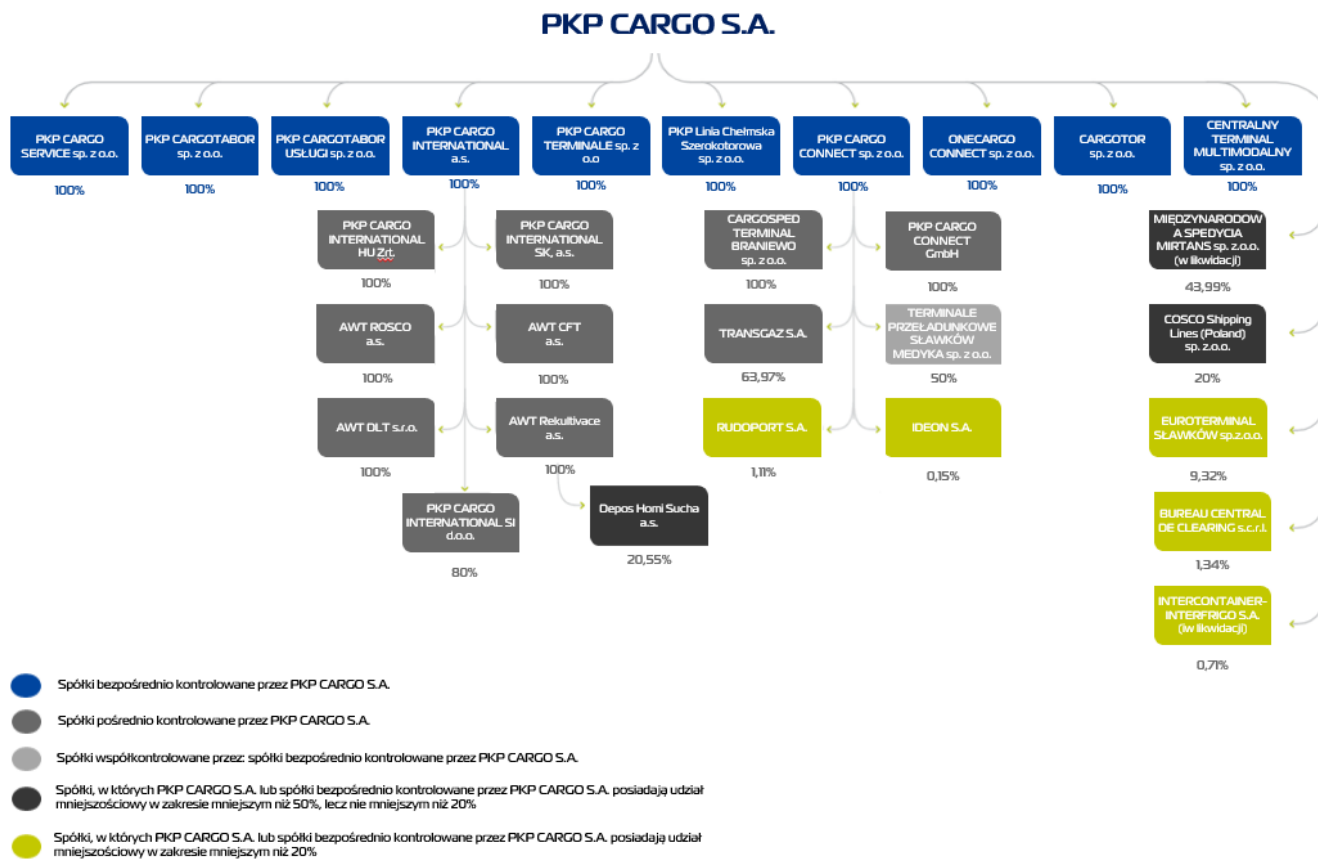 PKP CARGO S.A.
PKP CARGO
SERVICE sp. z o.o.
100%
PKP CARGOTABOR
sp. z o.o.
100%
PKP CARGOTABOR
USŁUGI sp. z o.o.
100%
PKP CARGO
INTERNATIONAL
a.s.
100%
PKP CARGO
TERMINALE sp. z
o.o
100%
PKP Linia Chełmska
Szerokotorowa
sp. z o.o.
100%
PKP CARGO
CONNECT sp. z o.o.
100%
ONECARGO
CONNECT sp. z o.o.
100%
CARGOTOR
sp. z o.o.
100%
CENTRALNY
TERMINAL
MULTIMODALNY
sp. z o.o.
100%
PKP CARGO
INTERNATIONAL
HU Zrt.
100%
PKP CARGO
INTERNATIONAL
SK, a.s.
100%
CARGOSPED
TERMINAL
BRANIEWO
sp. z o.o.
100%
PKP CARGO
CONNECT
GmbH
100%
MIĘDZYNARODOW
A SPEDYCJA
MIRTANS sp. z.o.o.
(w likwidacji)
43,99%
AWT ROSCO
a.s.
100%
AWT CFT
a.s.
100%
TRANSGAZ S.A.
63,97%
TERMINALE
PRZEŁADUNKOWE
SŁAWKÓW
MEDYKA sp. z o.o.
50%
COSCO Shipping
Lines (Poland)
sp. z.o.o.
20%
AWT DLT s.r.o.
100%
AWT Rekultivace
a.s.
100%
RUDOPORT S.A.
1,11%
IDEON S.A.
0,15%
EUROTERMINAL
SŁAWKÓW sp.z.o.o.
9,32%
PKP CARGO
INTERNATIONAL SI
d.o.o.
80%
Depos Horni Sucha
a.s.
20,55%
BUREAU CENTRAL
DE CLEARING s.c.r.l.
1,34%
INTERCONTAINER-
INTERFRIGO S.A.
(iw likwidacji)
0,71%
Spółki bezpośrednio kontrolowane przez PKP CARGO S.A.
Spółki pośrednio kontrolowane przez PKP CARGO S.A.
Spółki współkontrolowane przez: spółki bezpośrednio kontrolowane przez PKP CARGO S.A.
Spółki, w których PKP CARGO S.A. lub spółki bezpośrednio kontrolowane przez PKP CARGO S.A. posiadają udział
mniejszościowy w zakresie mniejszym niż 50%, lecz nie mniejszym niż 20%
Spółki, w których PKP CARGO S.A. lub spółki bezpośrednio kontrolowane przez PKP CARGO S.A. posiadają udział
mniejszościowy w zakresie mniejszym niż 20%